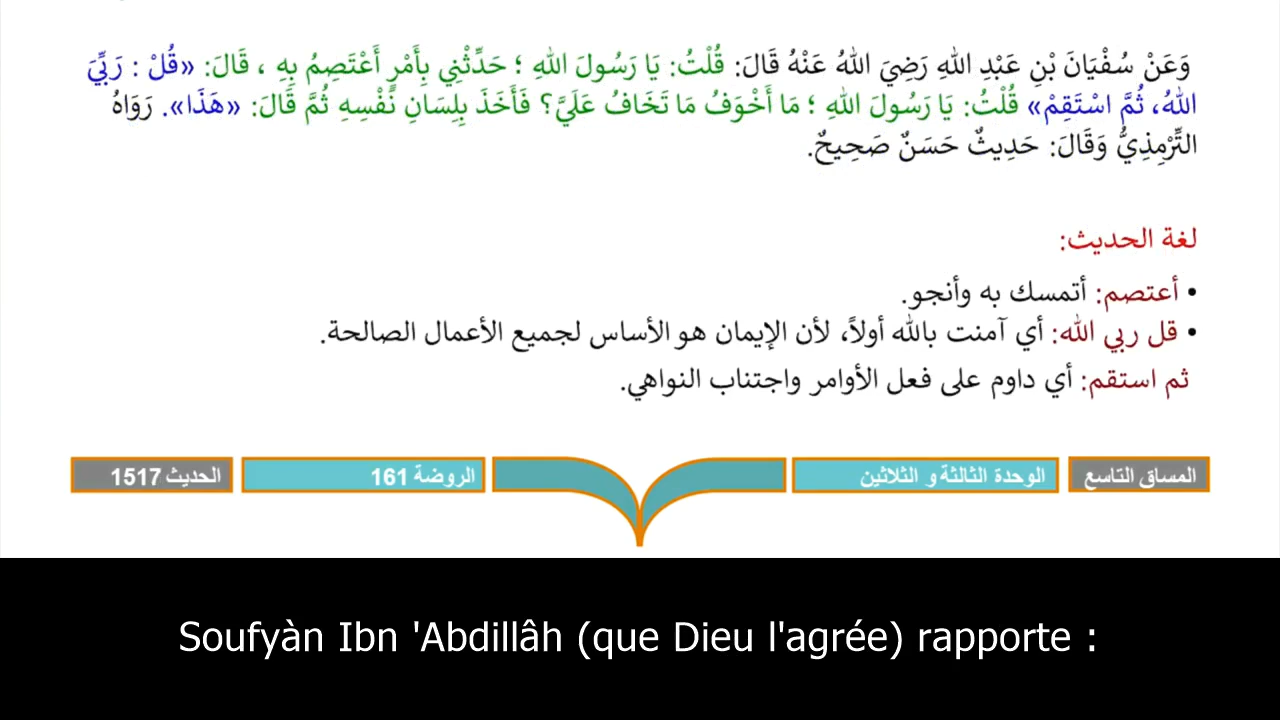 وَعَنْ سُفْيَانَ بْنِ عَبْدِ اللهِ رَضِيَ اللهُ عَنْهُ قَالَ: قُلْتُ: يَا رَسُولَ اللهِ ؛ حَدِّثْنِي بِأَمْرٍ أَعْتَصِمُ بِهِ ، قَالَ: «قُلْ : رَبِّيَ
اللهُ، ثُمَّ اسْتَقِمْ» قُلْتُ: يَا رَسُولَ اللهِ ؛ مَا أَخْوَفُ مَا تَخَافُ عَلَيَّ؟ فَأَخَذَ بِلِسَانِ نَفْسِهِ ثُمَّ قَالَ: «هَذَا». رَوَاهُ
التِّرْمِذِيُّ وَقَالَ: حَدِيثٌ حَسَنٌ صَحِيحٌ.
لغة الحديث:
• أعتصم: أتمسك به وأنجو.
• قل ربي الله: أي آمنت بالله أولاً، لأن الإيمان هو الأساس لجميع الأعمال الصالحة.
ثم استقم: أي داوم على فعل الأوامر واجتناب النواهي.
المساق التاسع
الوحدة الثالثة و الثلاثين
الروضة 161
الحديث 1517
Soufyàn Ibn 'Abdillâh (que Dieu l'agrée) rapporte :